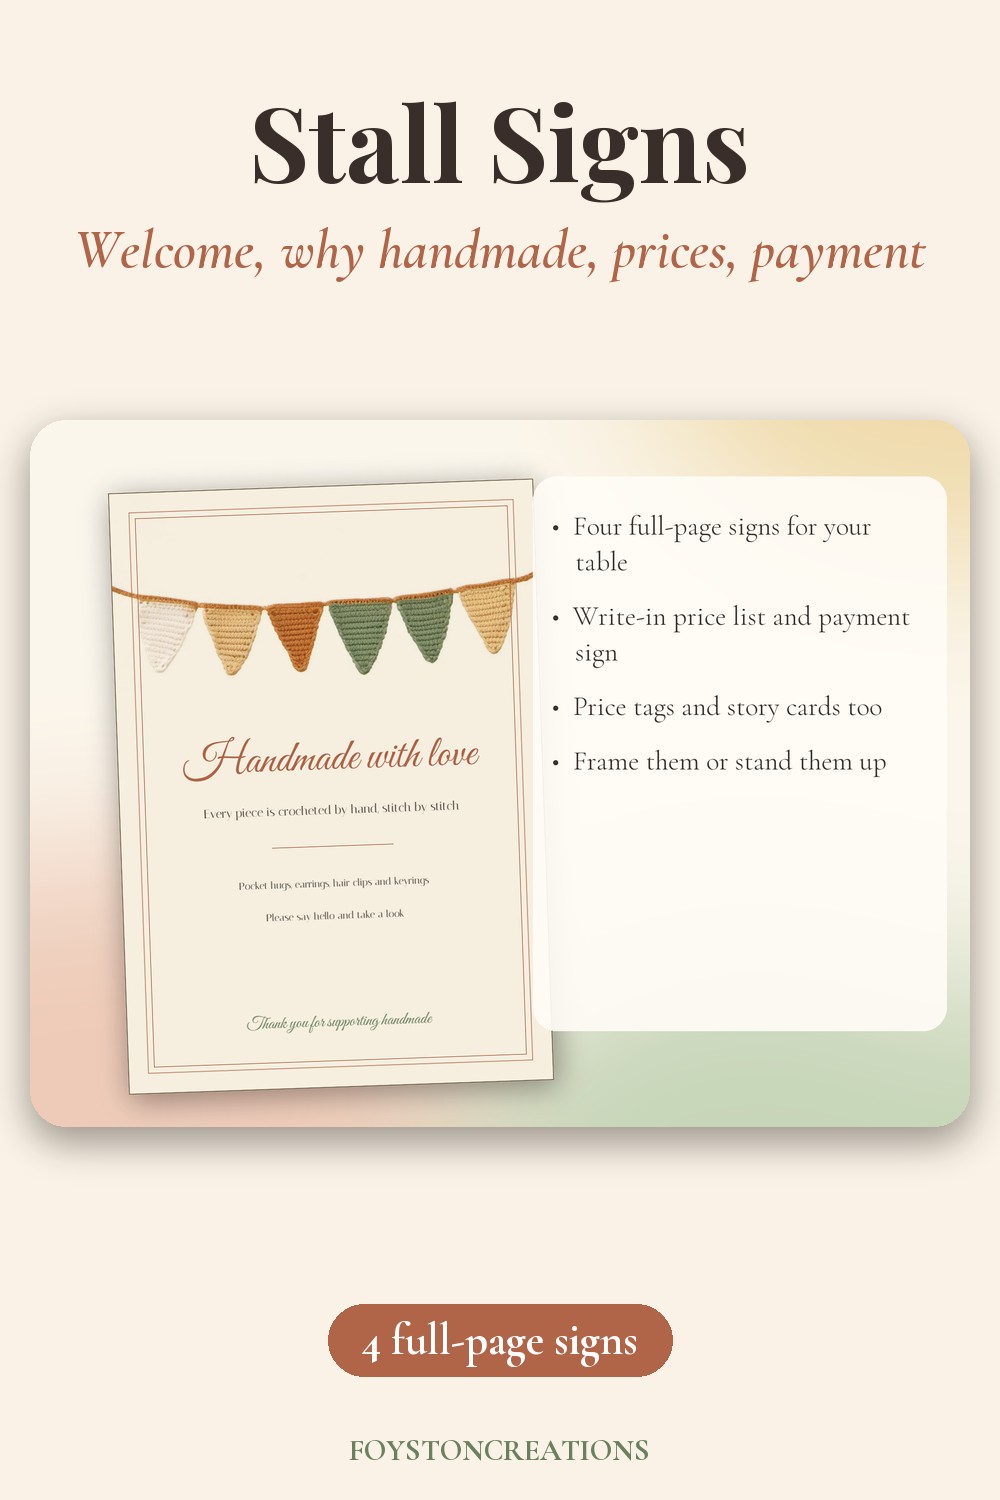 Stall Signs
Welcome, why handmade, prices, payment
Handmade with love
Every piece is crocheted by hand, stitch by stitch
Pocket hugs, earrings, hair clips and keyrings
Please say hello and take a look
Thank you for supporting handmade
• Four full-page signs for your
table
• Write-in price list and payment
sign
• Price tags and story cards too
• Frame them or stand them up
4 full-page signs
FOYSTONCREATIONS